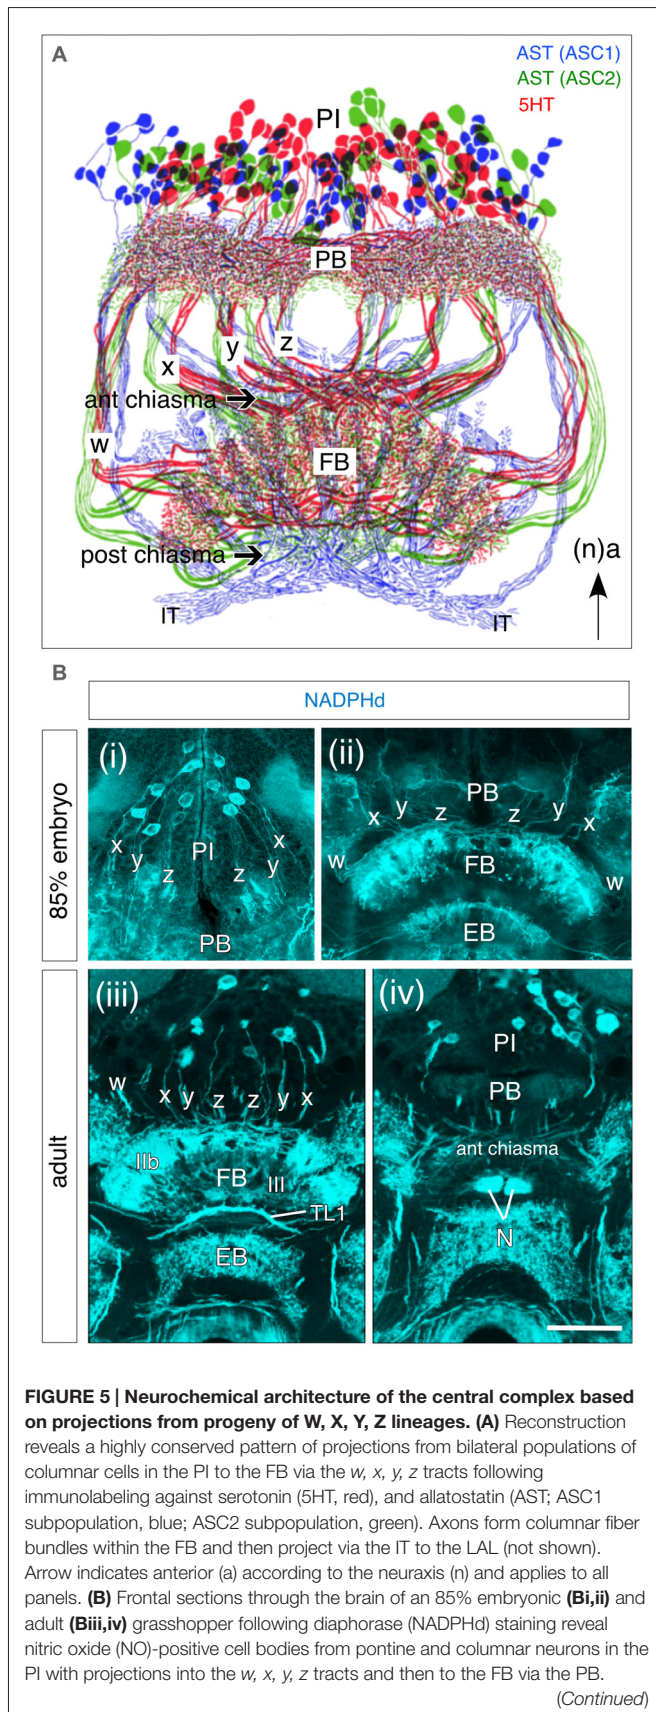 A
AST (ASC1)
AST (ASC2)
5HT
PI
PB
z
y
x
ant chiasma
w
FB
post chiasma
(n)a
IT
IT
B
NADPHd
85% embryo
(i)
x
x
y
PI
y
z
z
PB
(ii)
PB
z
z
y
y
x
x
w
FB
w
EB
adult
(iii)
w
x
y
z
z
y
x
IIb
FB
III
TL1
EB
(iv)
PI
PB
ant chiasma
N
FIGURE 5 | Neurochemical architecture of the central complex based
on projections from progeny of W, X, Y, Z lineages. (A) Reconstruction
reveals a highly conserved pattern of projections from bilateral populations of
columnar cells in the PI to the FB via the w, x, y, z tracts following
immunolabeling against serotonin (5HT, red), and allatostatin (AST; ASC1
subpopulation, blue; ASC2 subpopulation, green). Axons form columnar fiber
bundles within the FB and then project via the IT to the LAL (not shown).
Arrow indicates anterior (a) according to the neuraxis (n) and applies to all
panels. (B) Frontal sections through the brain of an 85% embryonic (Bi,ii) and
adult (Biii,iv) grasshopper following diaphorase (NADPHd) staining reveal
nitric oxide (NO)-positive cell bodies from pontine and columnar neurons in the
PI with projections into the w, x, y, z tracts and then to the FB via the PB.
(Continued)